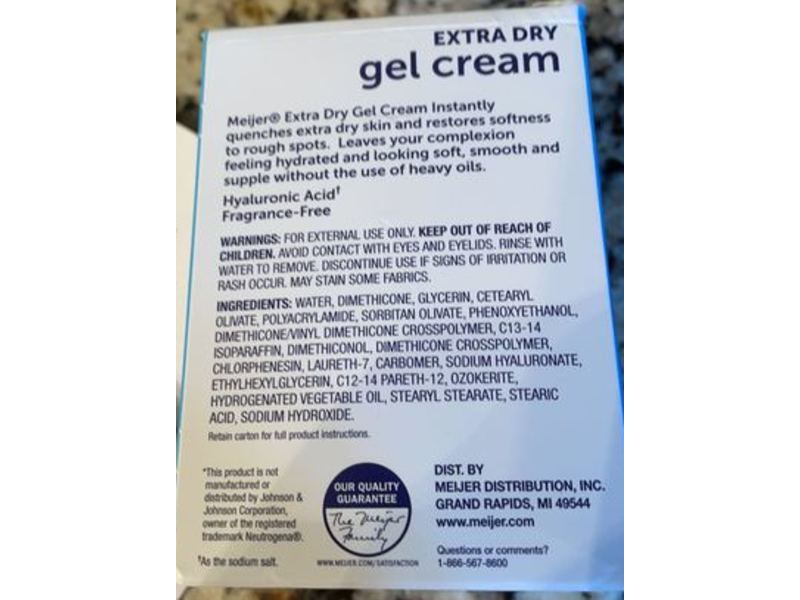 EXTRA DRY
gel cream
Meijer® Extra Dry Gel Cream Instantly
quenches extra dry skin and restores softness
to rough spots. Leaves your complexion
feeling hydrated and looking soft, smooth and
supple without the use of heavy oils.
Hyaluronic Acid†
Fragrance-Free
WARNINGS: FOR EXTERNAL USE ONLY. KEEP OUT OF REACH OF
CHILDREN. AVOID CONTACT WITH EYES AND EYELIDS. RINSE WITH
WATER TO REMOVE. DISCONTINUE USE IF SIGNS OF IRRITATION OR
RASH OCCUR. MAY STAIN SOME FABRICS.
INGREDIENTS: WATER, DIMETHICONE, GLYCERIN, CETEARYL
OLIVATE, POLYACRYLAMIDE, SORBITAN OLIVATE, PHENOXYETHANOL,
DIMETHICONE/VINYL DIMETHICONE CROSSPOLYMER, C13-14
ISOPARAFFIN, DIMETHICONOL, DIMETHICONE CROSSPOLYMER,
CHLORPHENESIN, LAURETH-7, CARBOMER, SODIUM HYALURONATE,
ETHYLHEXYLGLYCERIN, C12-14 PARETH-12, OZOKERITE,
HYDROGENATED VEGETABLE OIL, STEARYL STEARATE, STEARIC
ACID, SODIUM HYDROXIDE.
Retain carton for full product instructions.
*This product is not
manufactured or
distributed by Johnson &
Johnson Corporation,
owner of the registered
trademark Neutrogena®.
†As the sodium salt.
OUR QUALITY
GUARANTEE
The Meijer
Family
WWW.MEIJER.COM/SATISFACTION
DIST. BY
MEIJER DISTRIBUTION, INC.
GRAND RAPIDS, MI 49544
www.meijer.com
Questions or comments?
1-866-567-8600